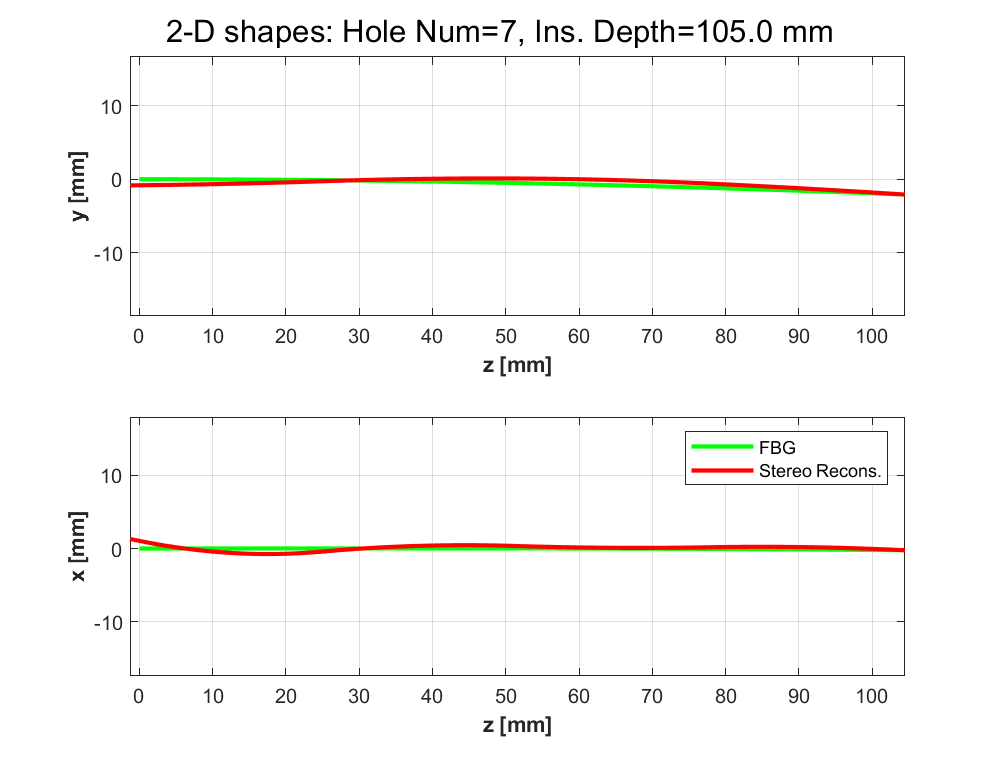 2-D shapes: Hole Num=7, Ins. Depth=105.0 mm
10
0
-10
y [mm]
0 10 20 30 40 50 60 70 80 90 100
z [mm]
FBG
Stereo Recons.
10
0
-10
x [mm]
0 10 20 30 40 50 60 70 80 90 100
z [mm]